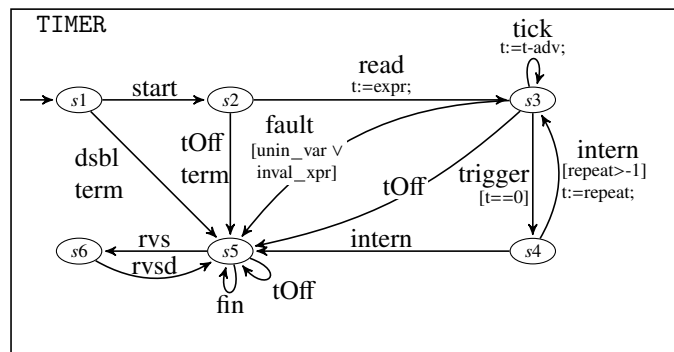 TIMER
tick
t:=t-adv;
read
t:=expr;
start
s1
s2
s3
fault
[unin_var ∨
inval_xpr]
intern
[repeat>-1]
t:=repeat;
tOff
term
dsbl
term
tOff
trigger
[t==0]
rvs
intern
s6
s5
s4
rvsd
fin
tOff